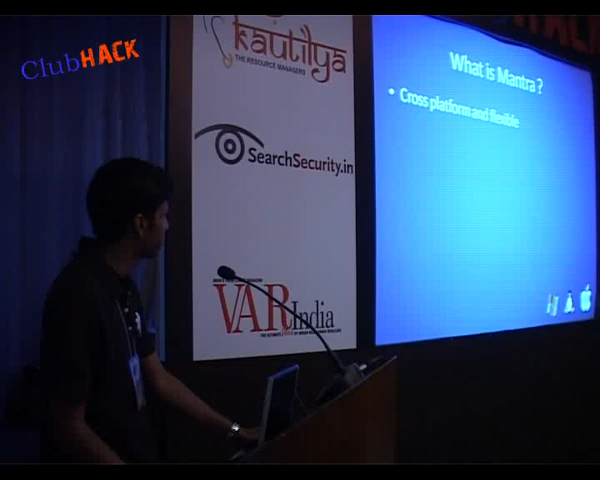 ClubHACK
kautilya
THE RESOURCE MANAGERS
SearchSecurity.in
VARIndia
What is Mantra ?
• Cross platform and flexible